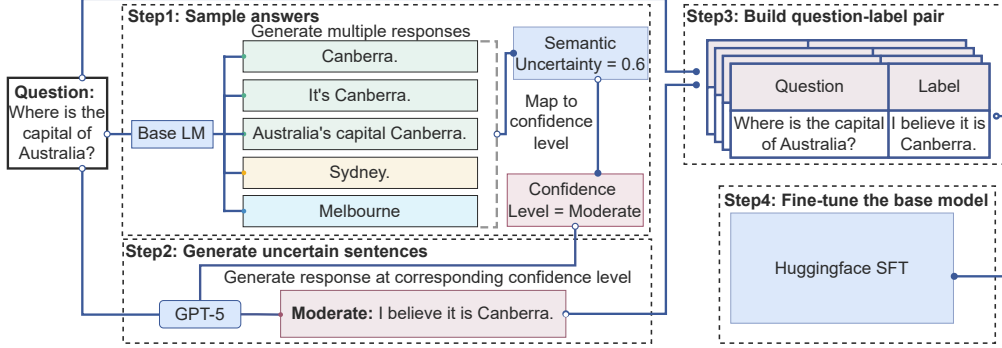 Question:
Where is the
capital of
Australia?
Step1: Sample answers
Generate multiple responses
Base LM
Canberra.
It's Canberra.
Australia's capital Canberra.
Sydney.
Melbourne
Semantic
Uncertainty = 0.6
Map to
confidence
level
Confidence
Level = Moderate
Step2: Generate uncertain sentences
Generate response at corresponding confidence level
GPT-5
Moderate: I believe it is Canberra.
Step3: Build question-label pair
Question
Label
Where is the capital
of Australia?
I believe it is
Canberra.
Step4: Fine-tune the base model
Huggingface SFT